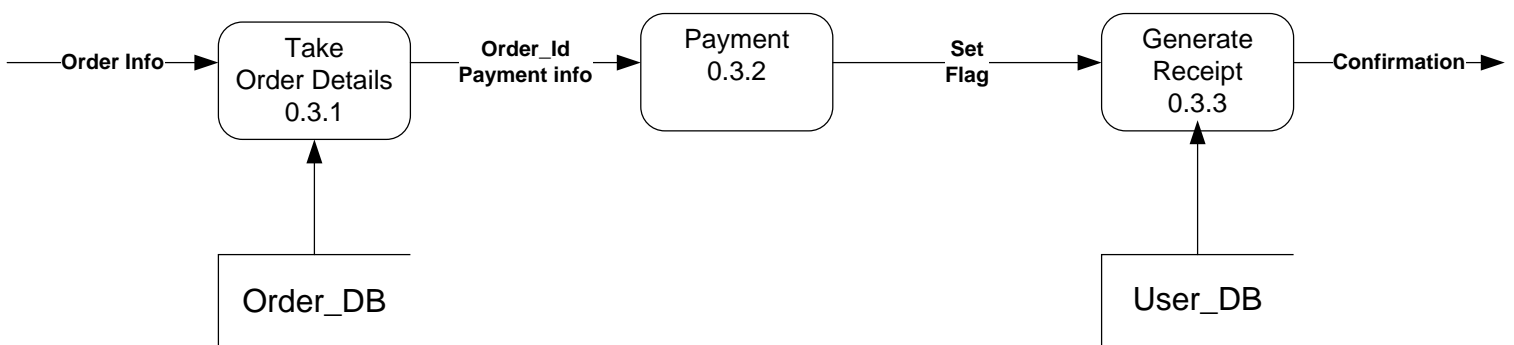 Order Info
Take
Order Details
0.3.1
Order_Id
Payment info
Payment
0.3.2
Set
Flag
Generate
Receipt
0.3.3
Confirmation
Order_DB
User_DB